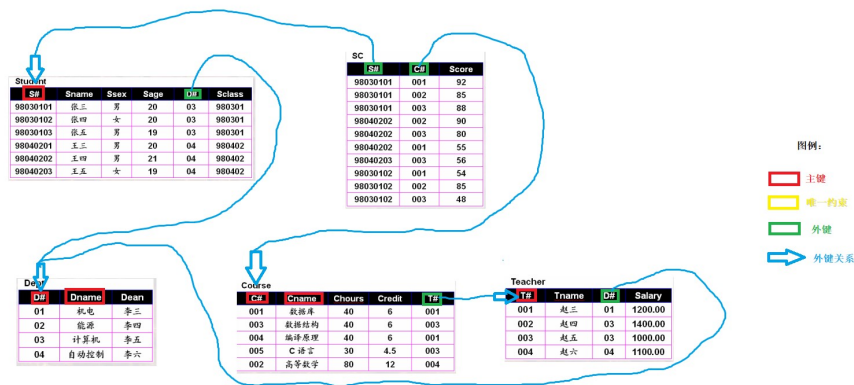 SC
S# C# Score
98030101 001 92
98030101 002 85
98030101 003 88
98040202 002 90
98040202 003 80
98040202 001 55
98040203 003 56
98030102 001 54
98030102 002 85
98030102 003 48
Student
S# Sname Ssex Sage D# Sclass
98030101 张三 男 20 03 980301
98030102 张四 女 20 03 980301
98030103 张五 男 19 03 980301
98040201 王三 男 20 04 980402
98040202 王四 男 21 04 980402
98040203 王五 女 19 04 980402
图例：
主键
唯一约束
外键
外键关系
Dept
D# Dname Dean
01 机电 李三
02 能源 李四
03 计算机 李五
04 自动控制 李六
Course
C# Cname Chours Credit T#
001 数据库 40 6 001
003 数据结构 40 6 003
004 编译原理 40 6 001
005 C语言 30 4.5 003
002 高等数学 80 12 004
Teacher
T# Tname D# Salary
001 赵三 01 1200.00
002 赵四 03 1400.00
003 赵五 03 1000.00
004 赵六 04 1100.00